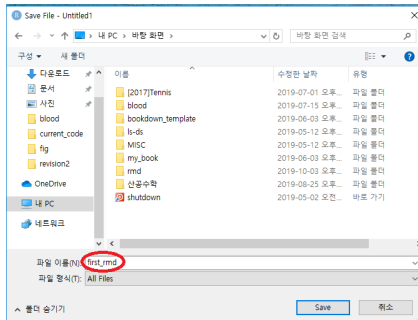 Save File - Untitled1
내 PC > 바탕 화면 >
바탕 화면 검색
구성 새 폴더
다운로드
문서
사진
blood
current_code
fig
revision2
OneDrive
내 PC
네트워크
이름 수정한 날짜 유형
[2017]Tennis 2019-07-01 오후... 파일 폴더
blood 2019-07-15 오후... 파일 폴더
bookdown_template 2019-06-03 오후... 파일 폴더
ls-ds 2019-05-12 오후... 파일 폴더
MISC 2019-05-12 오후... 파일 폴더
my_book 2019-06-03 오후... 파일 폴더
rmd 2019-10-03 오후... 파일 폴더
산공수학 2019-08-25 오후... 파일 폴더
shutdown 2019-05-02 오전... 바로 가기
파일 이름(N): first_rmd
파일 형식(T): All Files
폴더 숨기기
Save 취소